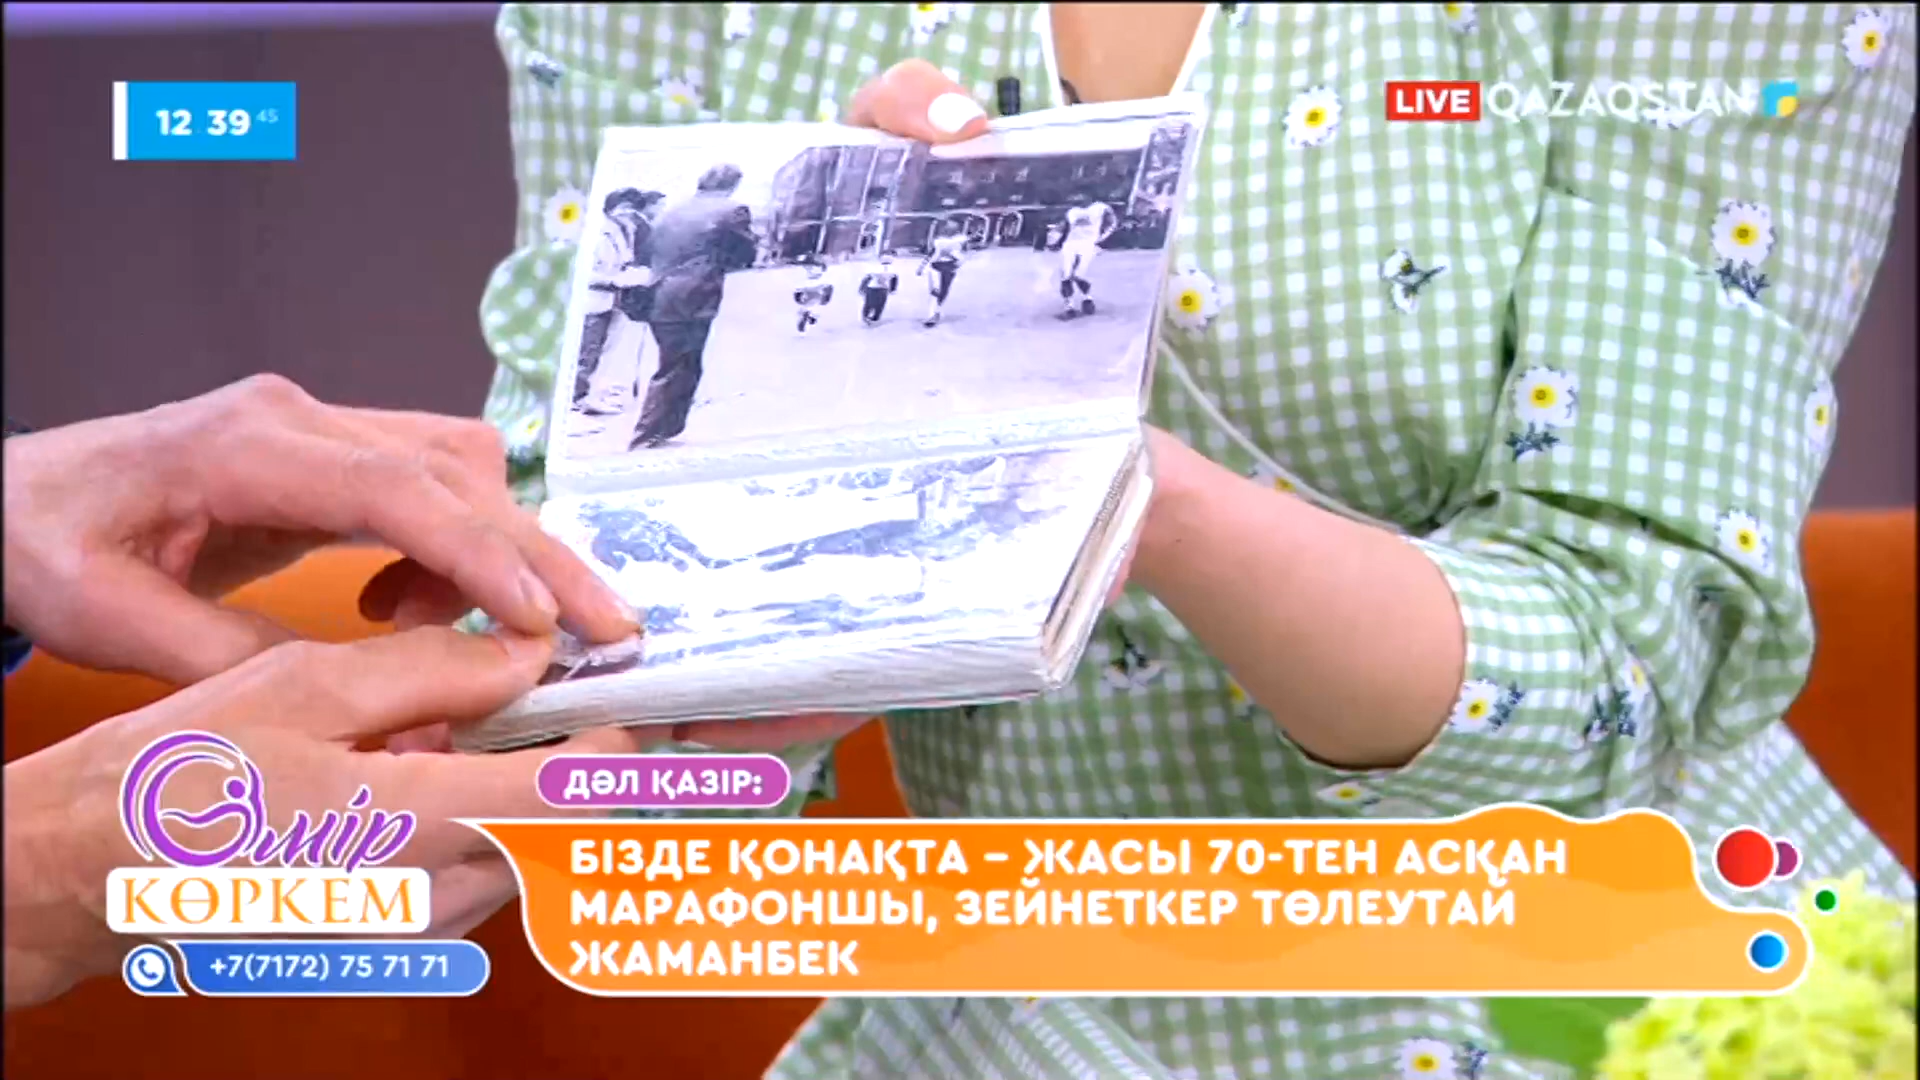 12 39 45
LIVE QAZAQSTAN
ДӘЛ ҚАЗІР:
Өмір
КӨРКЕМ
+7(7172) 75 71 71
БІЗДЕ ҚОНАҚТА – ЖАСЫ 70-ТЕН АСҚАН
МАРАФОНШЫ, ЗЕЙНЕТКЕР ТӨЛЕУТАЙ
ЖАМАНБЕК